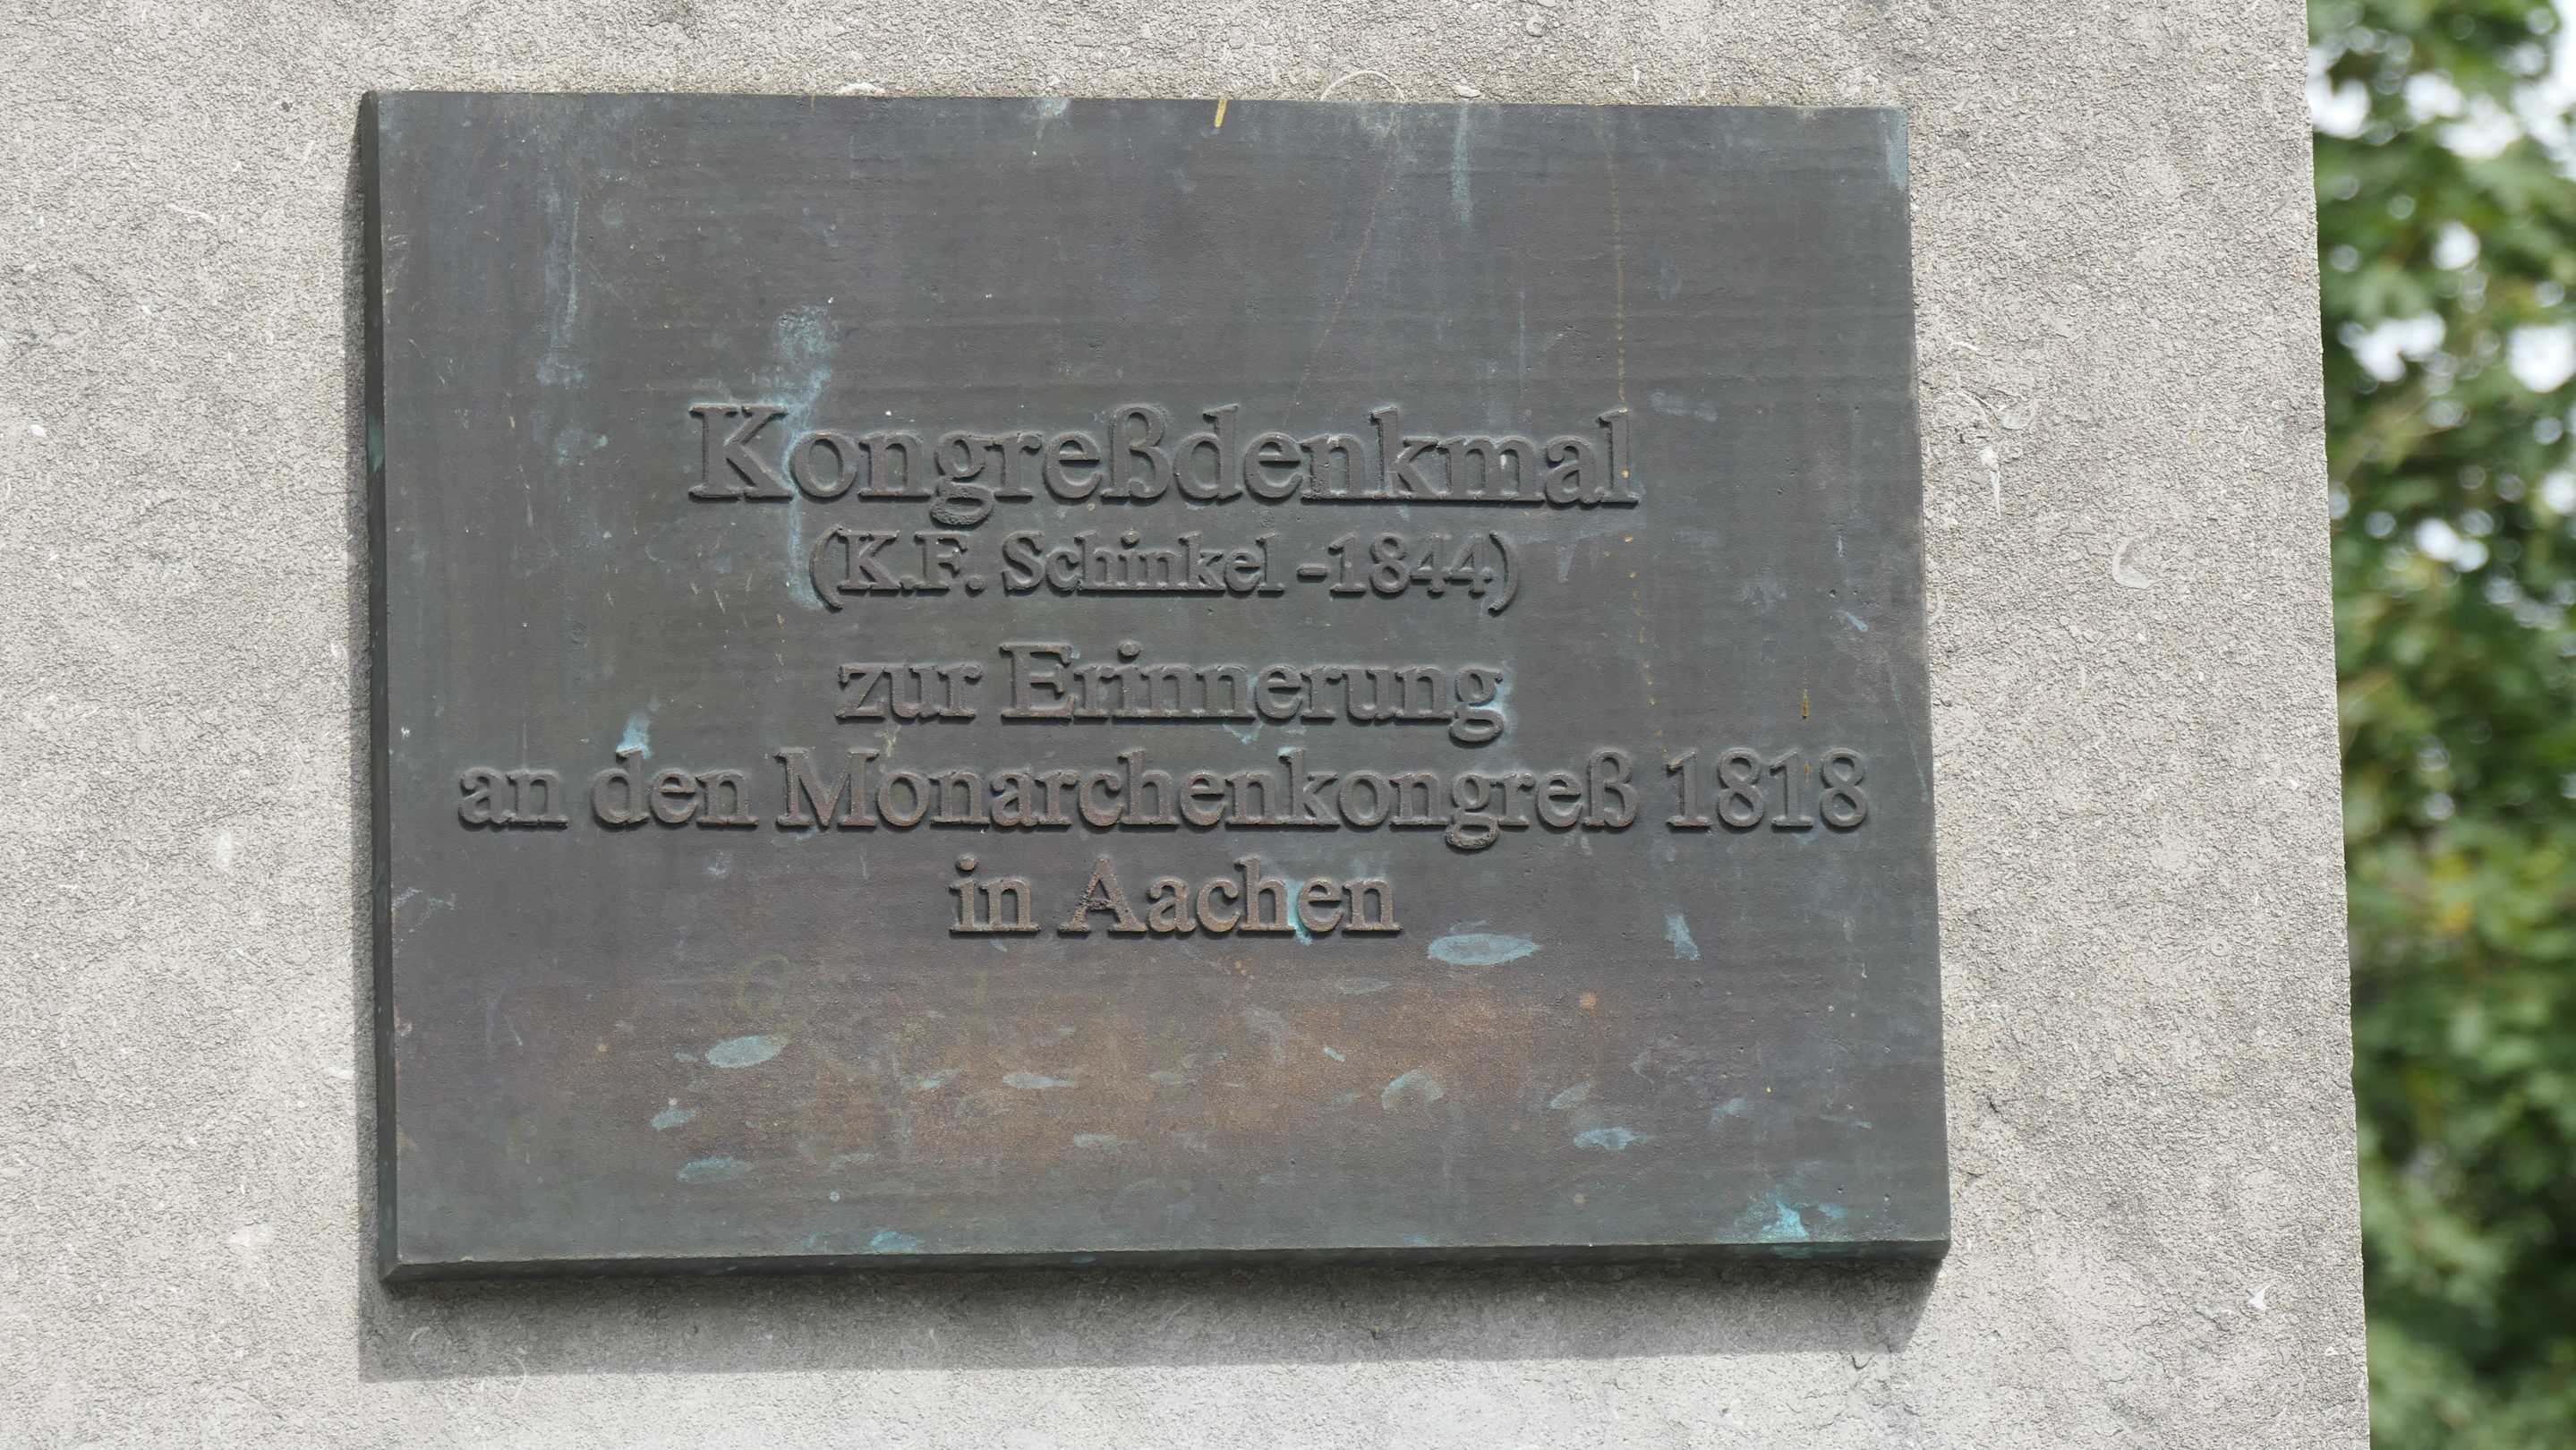 Kongreßdenkmal
(K.F. Schinkel -1844)
zur Erinnerung
an den Monarchenkongreß 1818
in Aachen